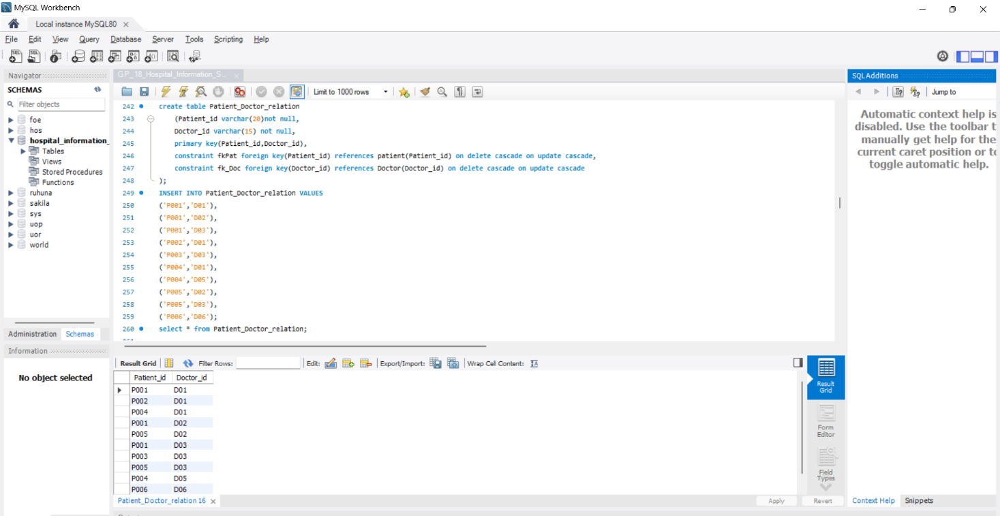 MySQL Workbench
Local instance MySQL80
File Edit View Query Database Server Tools Scripting Help
Navigator
SCHEMAS
Filter objects
foe
hos
hospital_information_
Tables
Views
Stored Procedures
Functions
ruhuna
sakila
sys
uop
uor
world
Administration Schemas
Information
No object selected
GP_18_Hospital_Information_S...
Limit to 1000 rows
242 create table Patient_Doctor_relation
243 (Patient_id varchar(20)not null,
244 Doctor_id varchar(15) not null,
245 primary key(Patient_id,Doctor_id),
246 constraint fkPat foreign key(Patient_id) references patient(Patient_id) on delete cascade on update cascade,
247 constraint fk_Doc foreign key(Doctor_id) references Doctor(Doctor_id) on delete cascade on update cascade
248 );
249 INSERT INTO Patient_Doctor_relation VALUES
250 ('P001','D01'),
251 ('P001','D02'),
252 ('P001','D03'),
253 ('P002','D01'),
254 ('P003','D03'),
255 ('P004','D01'),
256 ('P004','D05'),
257 ('P005','D02'),
258 ('P005','D03'),
259 ('P006','D06');
260 select * from Patient_Doctor_relation;
Result Grid Filter Rows: Edit: Export/Import: Wrap Cell Content:
Patient_id Doctor_id
P001 D01
P002 D01
P004 D01
P001 D02
P005 D02
P001 D03
P003 D03
P005 D03
P004 D05
P006 D06
Result
Grid
Form
Editor
Field
Types
Patient_Doctor_relation 16
Apply Revert
SQLAdditions
Jump to
Automatic context help is
disabled. Use the toolbar t
manually get help for the
current caret position or to
toggle automatic help.
Context Help Snippets